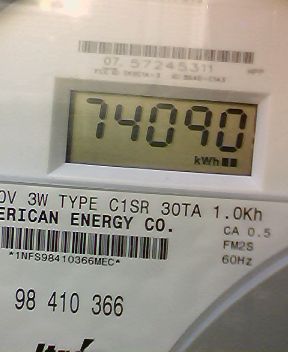 07. 57245311
74090
kWh
0V 3W TYPE C1SR 30TA 1.0Kh
ERICAN ENERGY CO.
CA 0.5
FM2S
*1NFS98410366MEC*
60Hz
98 410 366